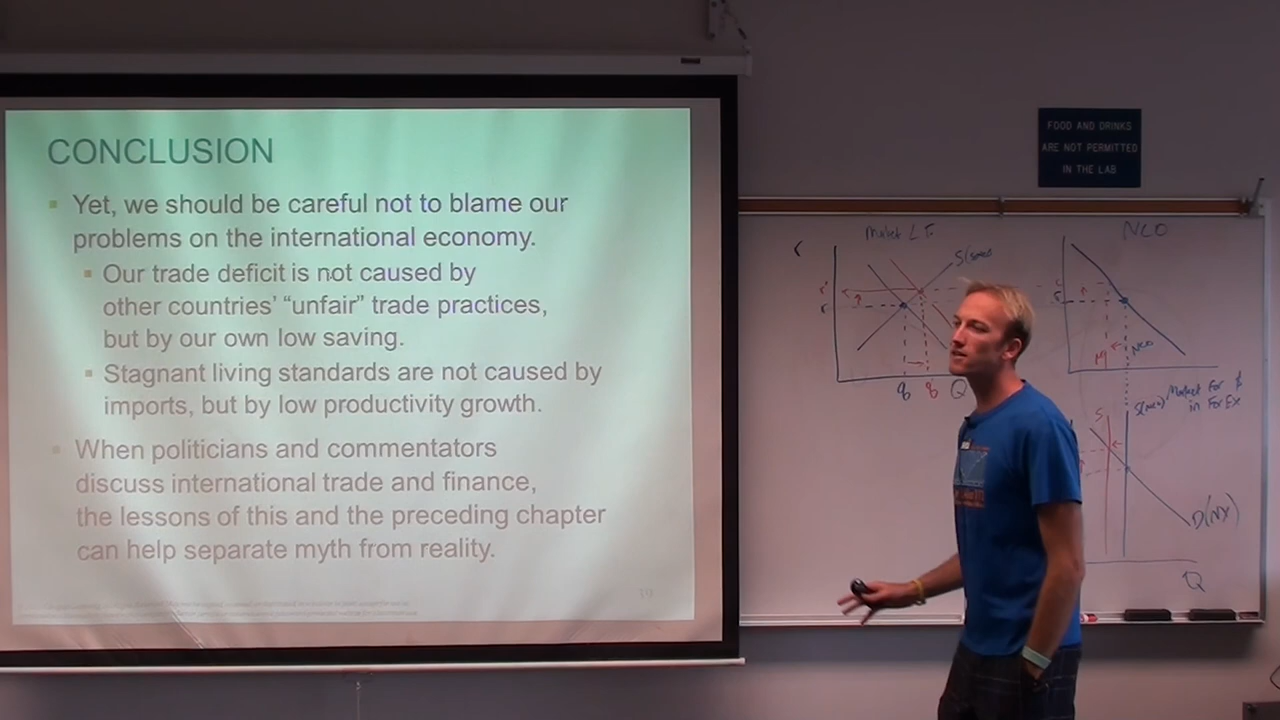 CONCLUSION
Yet, we should be careful not to blame our
problems on the international economy.
Our trade deficit is not caused by
other countries’ “unfair” trade practices,
but by our own low saving.
Stagnant living standards are not caused by
imports, but by low productivity growth.
When politicians and commentators
discuss international trade and finance,
the lessons of this and the preceding chapter
can help separate myth from reality.
FOOD AND DRINKS
ARE NOT PERMITTED
IN THE LAB
Market L.F.
NCO
r
q
q
Q
NCO
Market For $
in For Ex
S(NCO)
S
D(NX)
Q